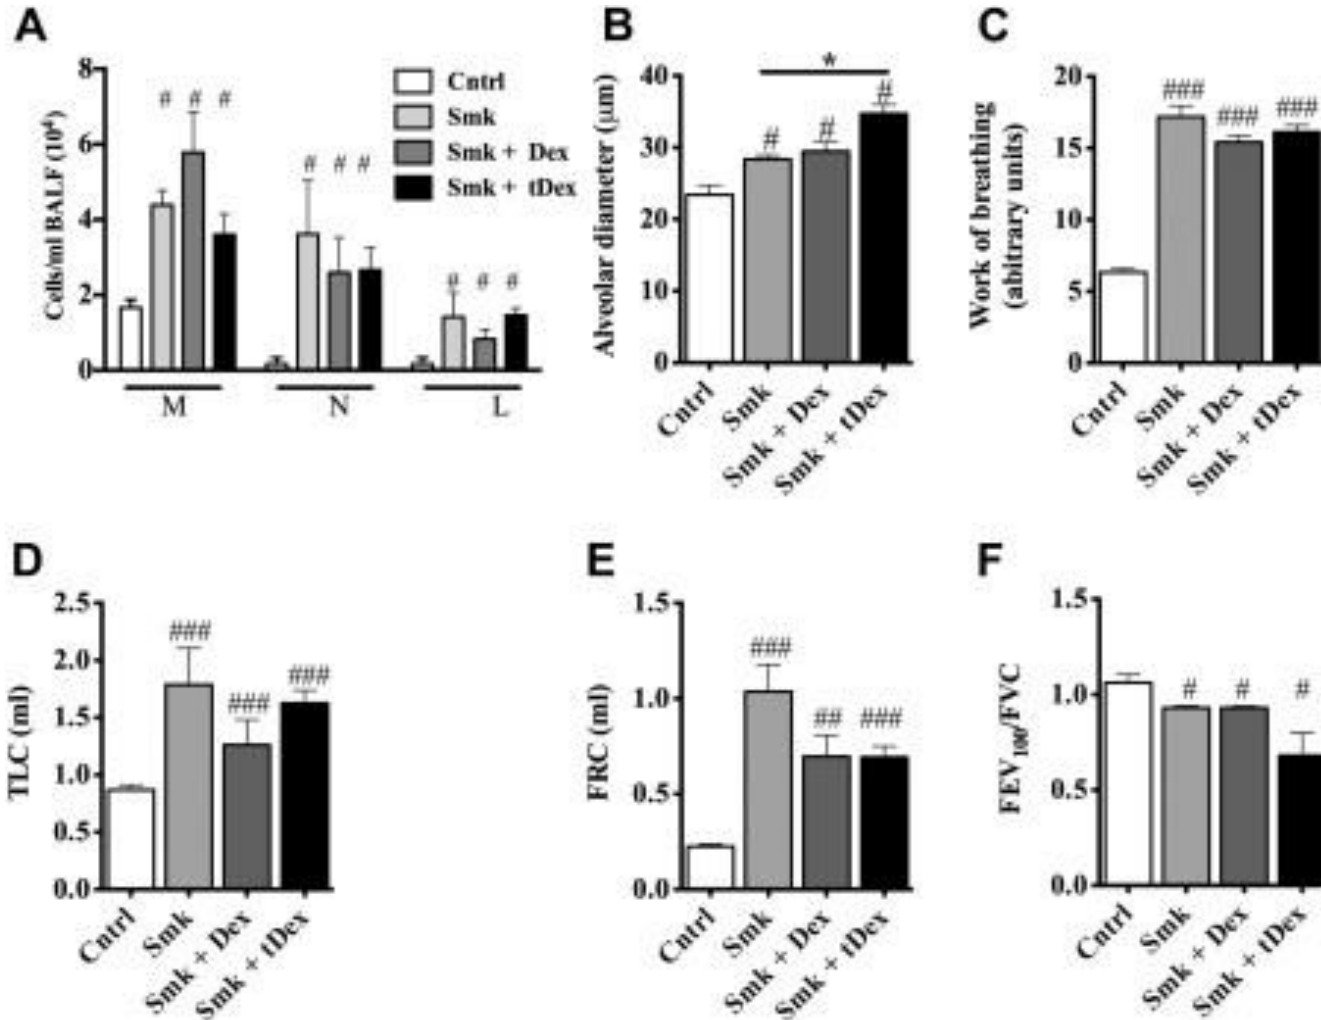 A
8
6
4
2
0
Cells/ml BALF (10⁴)
# # #
# # #
# # #
M N L
Cntrl
Smk
Smk + Dex
Smk + tDex
B
40
30
20
10
0
Alveolar diameter (µm)
*
# # #
Cntrl
Smk
Smk + Dex
Smk + tDex
C
20
15
10
5
0
Work of breathing
(abitrary units)
### ### ###
Cntrl
Smk
Smk + Dex
Smk + tDex
D
2.5
2.0
1.5
1.0
0.5
0.0
TLC (ml)
### ### ###
Cntrl
Smk
Smk + Dex
Smk + tDex
E
1.5
1.0
0.5
0.0
FRC (ml)
### ## ###
Cntrl
Smk
Smk + Dex
Smk + tDex
F
1.5
1.0
0.5
0.0
FEV₁₀₀/FVC
# # #
Cntrl
Smk
Smk + Dex
Smk + tDex